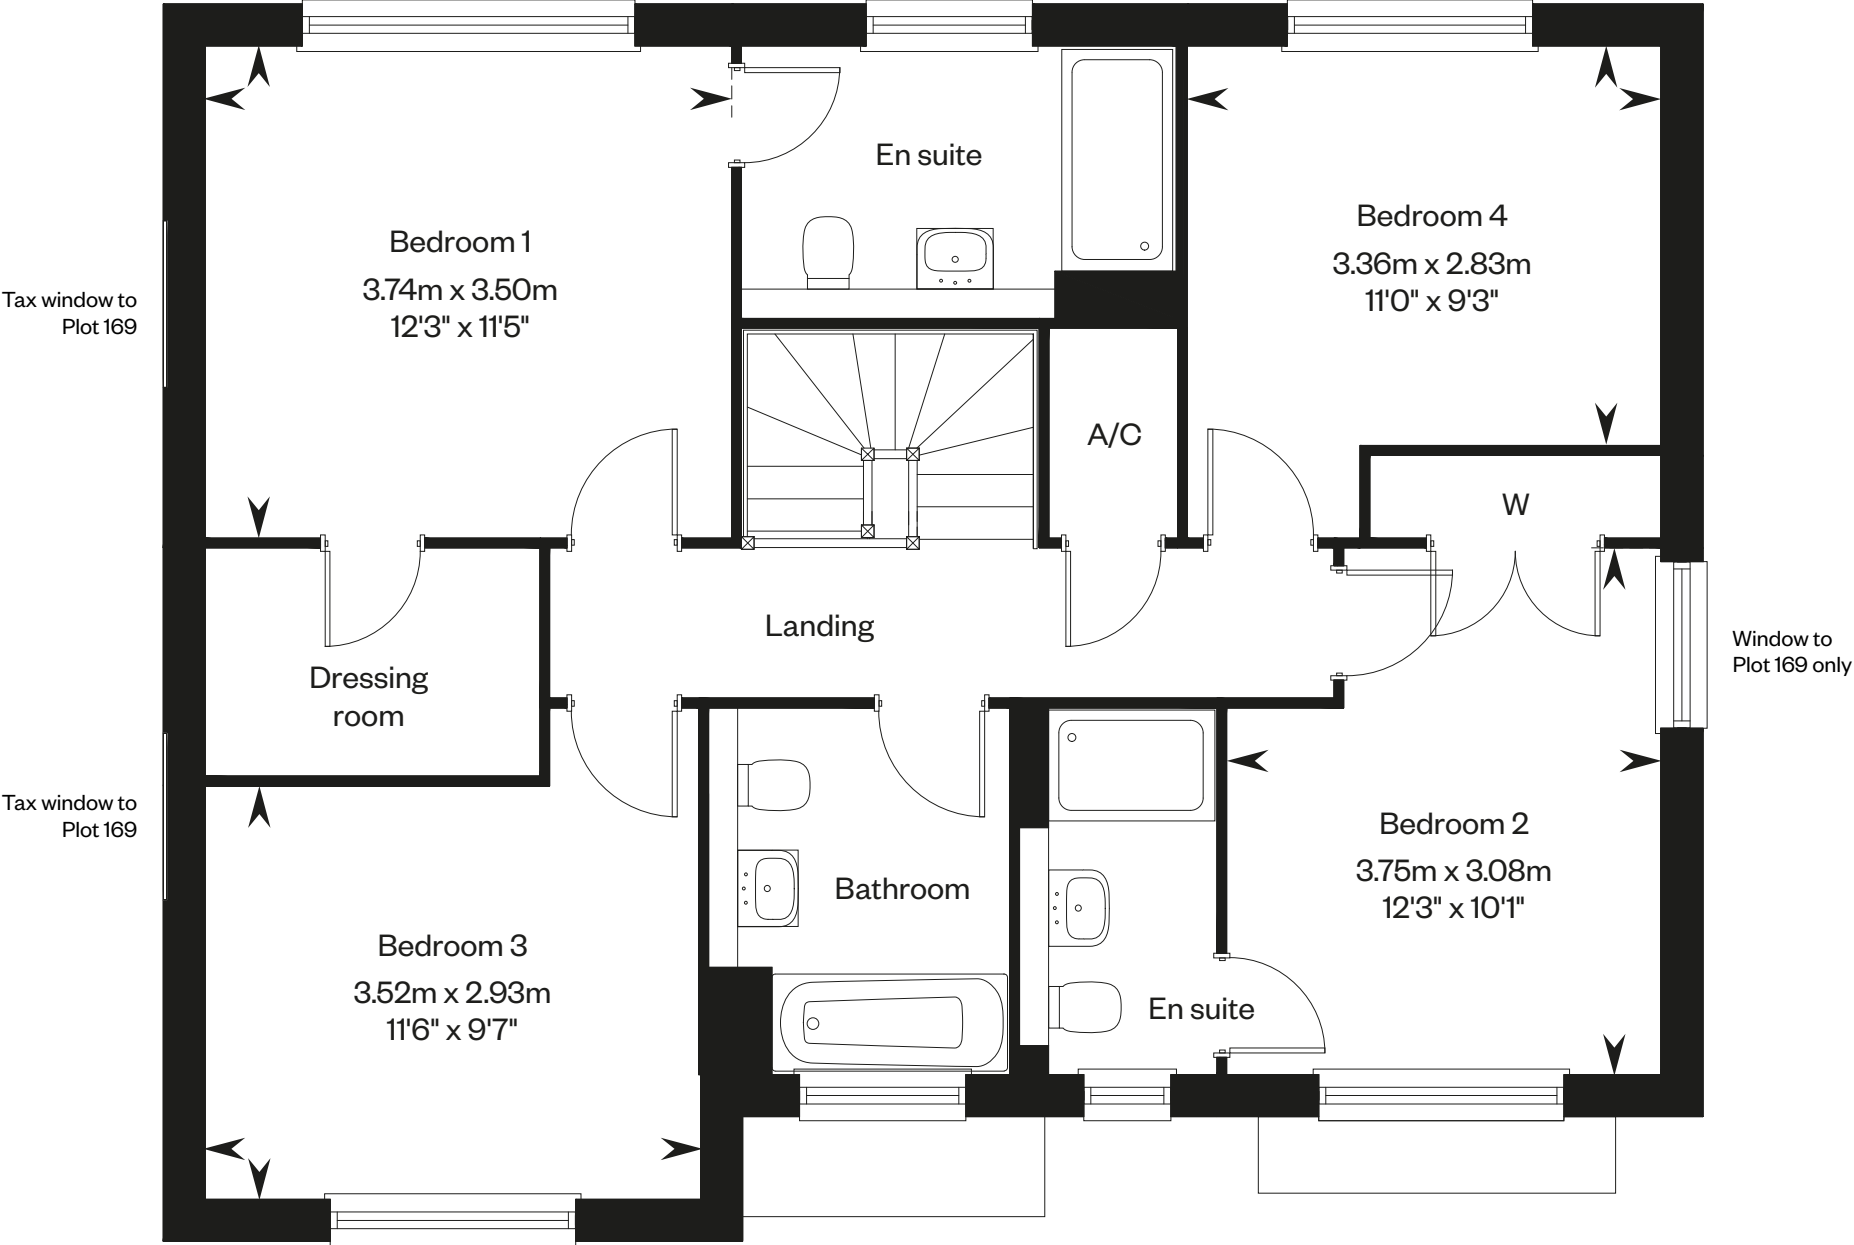 En suite
Bedroom 1
3.74m x 3.50m
12'3" x 11'5"
Bedroom 4
3.36m x 2.83m
11'0" x 9'3"
Tax window to
Plot 169
A/C
W
Landing
Window to
Plot 169 only
Dressing
room
Tax window to
Plot 169
Bedroom 2
3.75m x 3.08m
12'3" x 10'1"
Bathroom
Bedroom 3
3.52m x 2.93m
11'6" x 9'7"
En suite